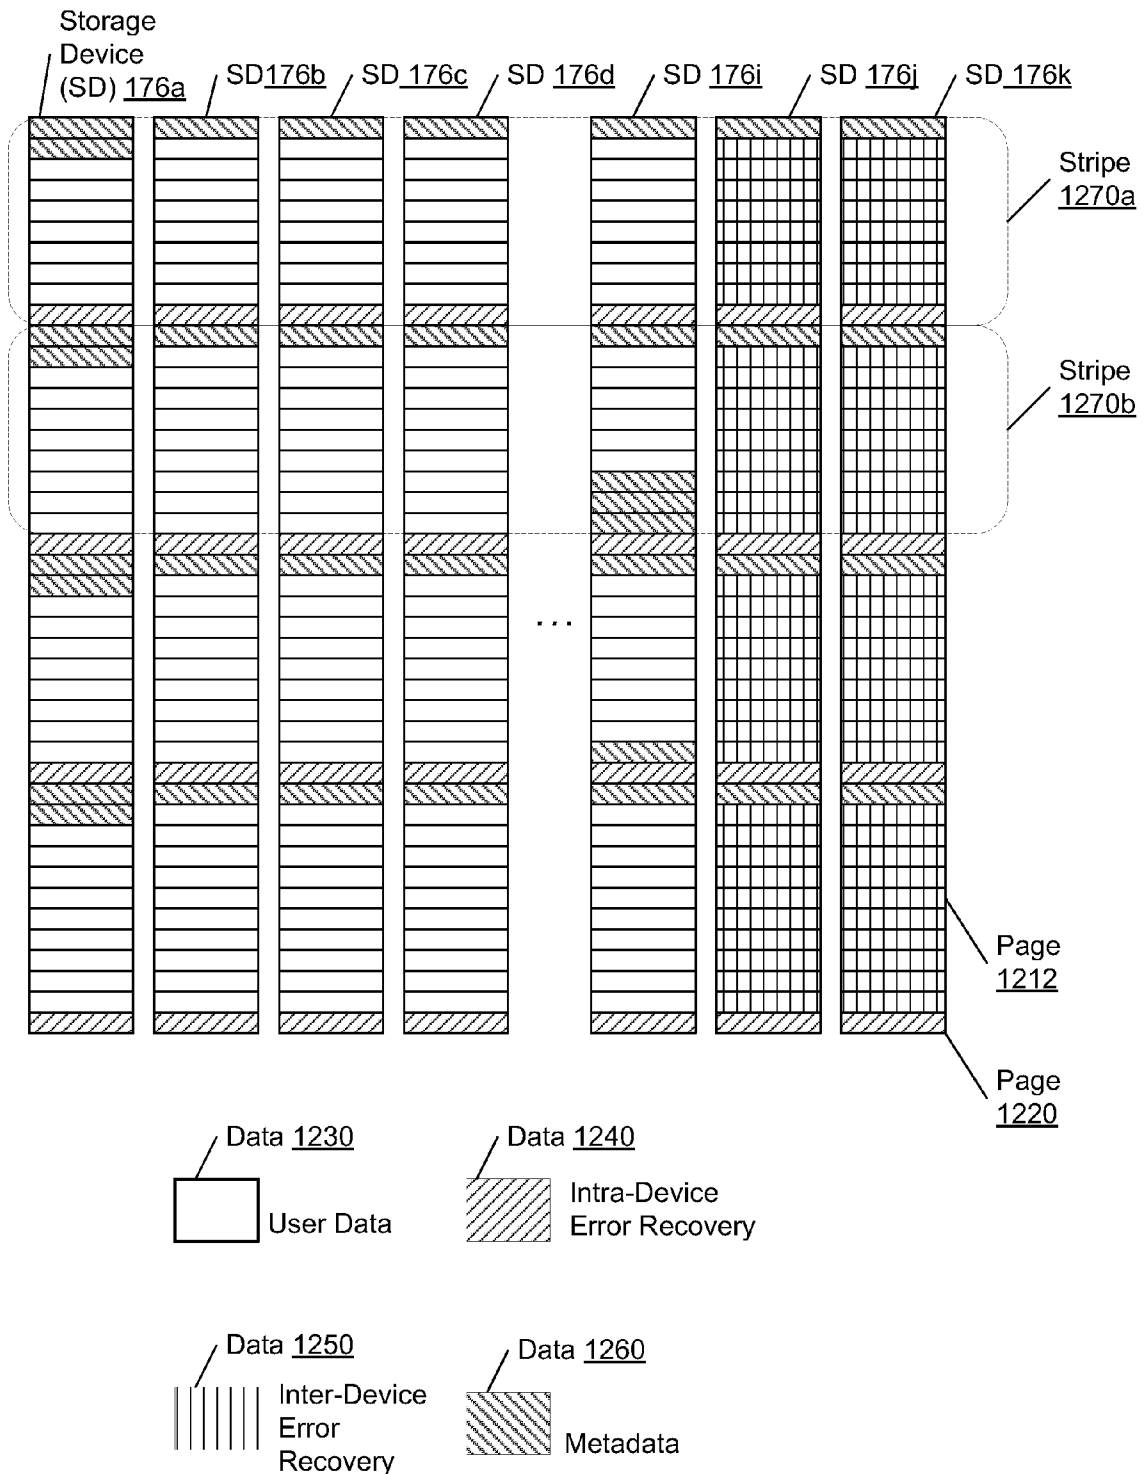 Storage
Device
(SD) 176a
SD176b
SD 176c
SD 176d
SD 176i
SD 176j
SD 176k
Stripe
1270a
Stripe
1270b
...
Page
1212
Page
1220
Data 1230
User Data
Data 1240
Intra-Device
Error Recovery
Data 1250
Inter-Device
Error
Recovery
Data 1260
Metadata